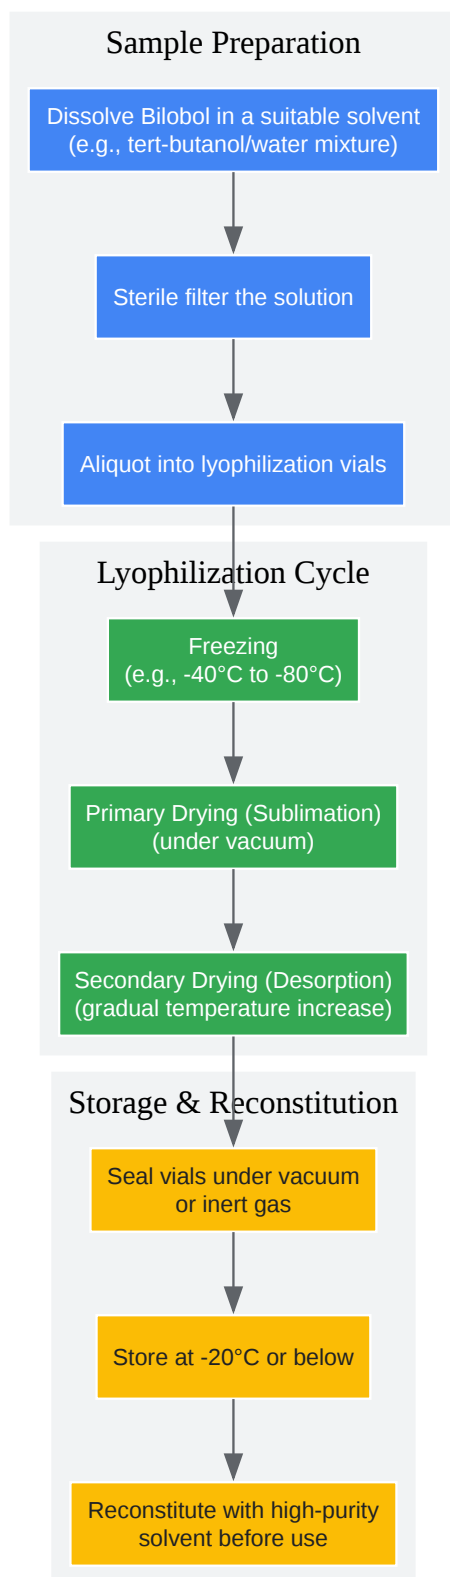 Sample Preparation
Dissolve Bilobol in a suitable solvent
(e.g., tert-butanol/water mixture)
Sterile filter the solution
Aliquot into lyophilization vials
Lyophilization Cycle
Freezing
(e.g., -40°C to -80°C)
Primary Drying (Sublimation)
(under vacuum)
Secondary Drying (Desorption)
(gradual temperature increase)
Storage & Reconstitution
Seal vials under vacuum
or inert gas
Store at -20°C or below
Reconstitute with high-purity
solvent before use